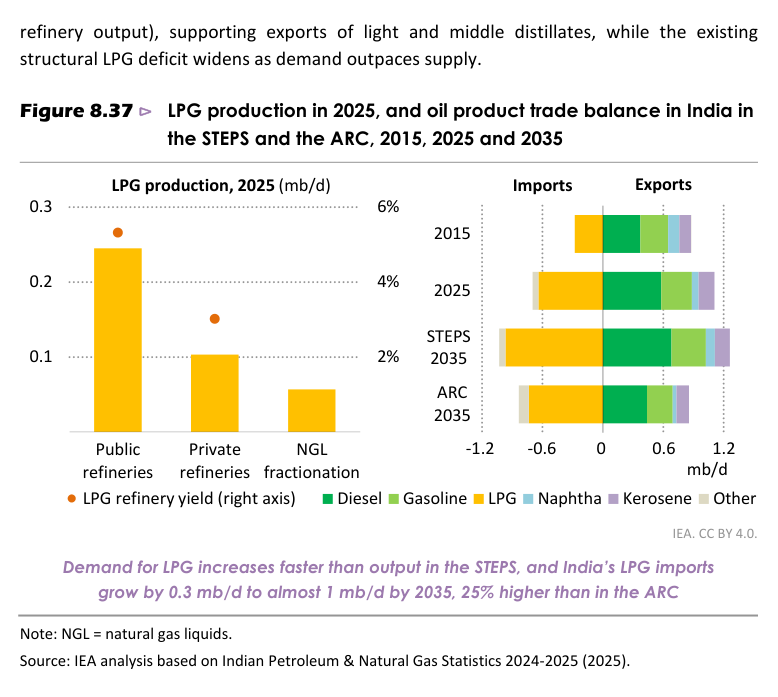 refinery output), supporting exports of light and middle distillates, while the existing
structural LPG deficit widens as demand outpaces supply.
Figure 8.37 ▻ LPG production in 2025, and oil product trade balance in India in
the STEPS and the ARC, 2015, 2025 and 2035
LPG production, 2025 (mb/d)
0.3
0.2
0.1
6%
4%
2%
Public
refineries
Private
refineries
NGL
fractionation
LPG refinery yield (right axis)
Imports
Exports
2015
2025
STEPS
2035
ARC
2035
-1.2 -0.6 0 0.6 1.2
mb/d
Diesel Gasoline LPG Naphtha Kerosene Other
IEA. CC BY 4.0.
Demand for LPG increases faster than output in the STEPS, and India's LPG imports
grow by 0.3 mb/d to almost 1 mb/d by 2035, 25% higher than in the ARC
Note: NGL = natural gas liquids.
Source: IEA analysis based on Indian Petroleum & Natural Gas Statistics 2024-2025 (2025).